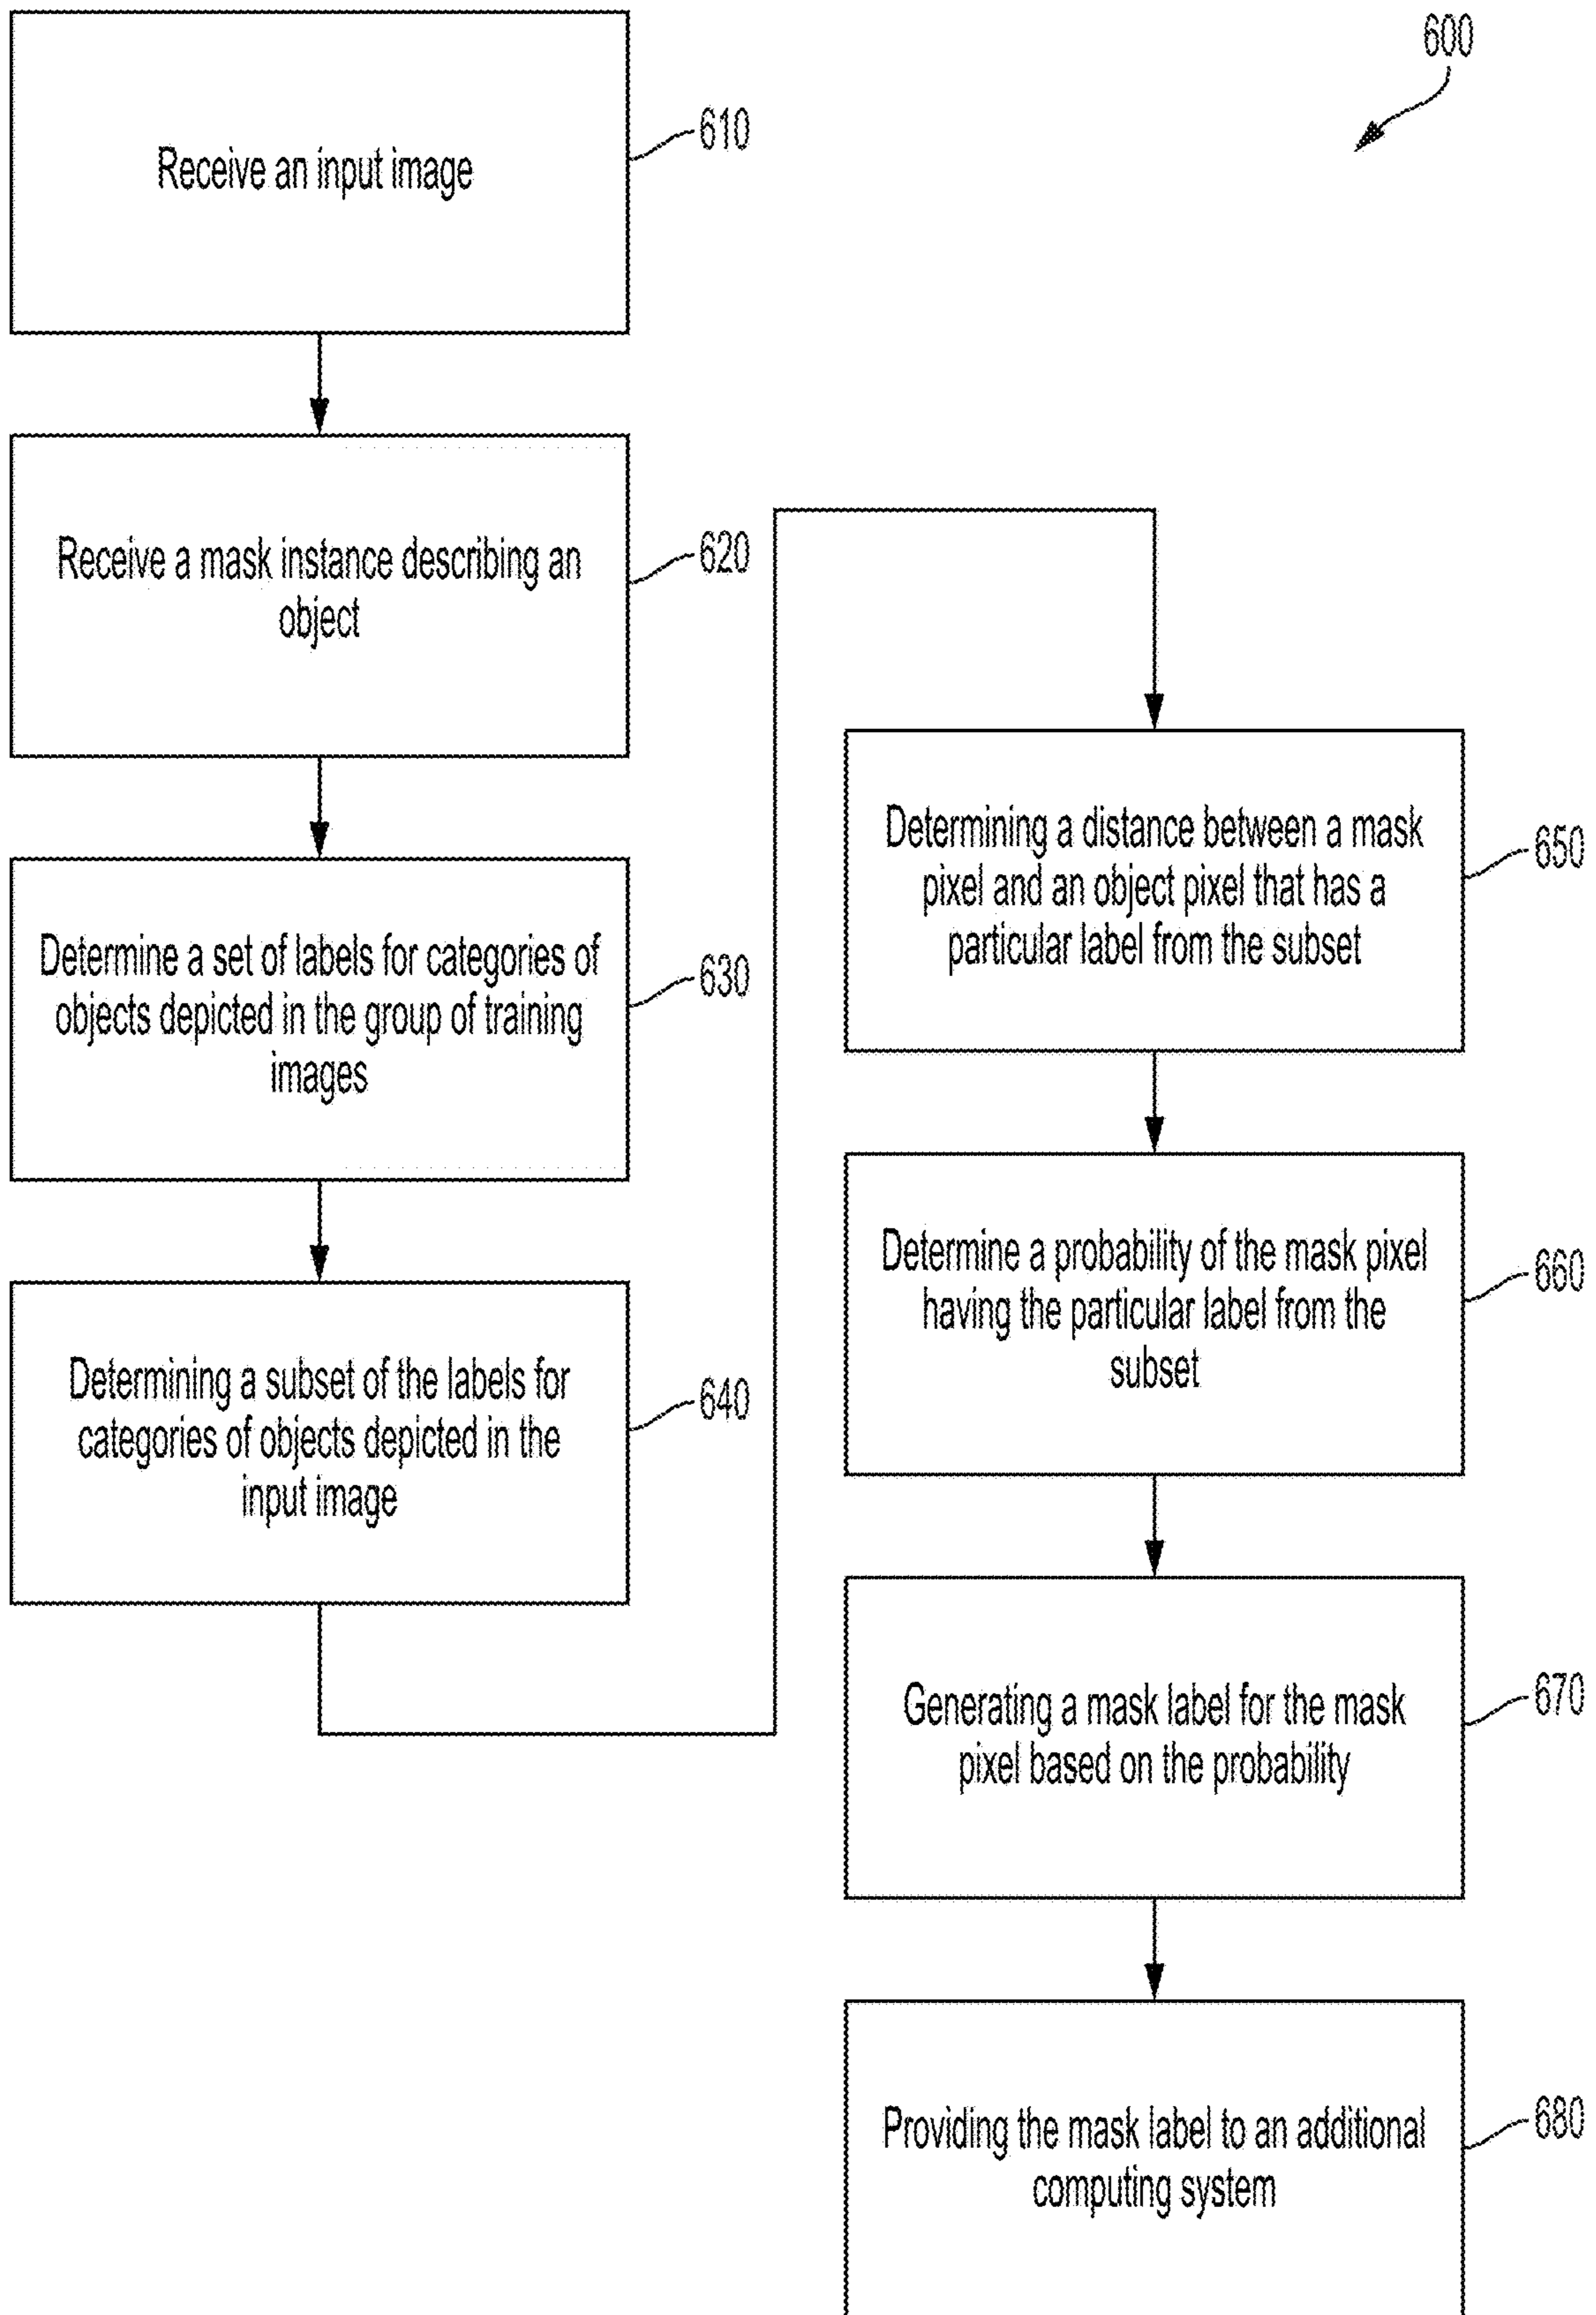 600
Receive an input image
610
Receive a mask instance describing an
object
620
Determine a set of labels for categories of
objects depicted in the group of training
images
630
Determining a subset of the labels for
categories of objects depicted in the
input image
640
Determining a distance between a mask
pixel and an object pixel that has a
particular label from the subset
650
Determine a probability of the mask pixel
having the particular label from the
subset
660
Generating a mask label for the mask
pixel based on the probability
670
Providing the mask label to an additional
computing system
680